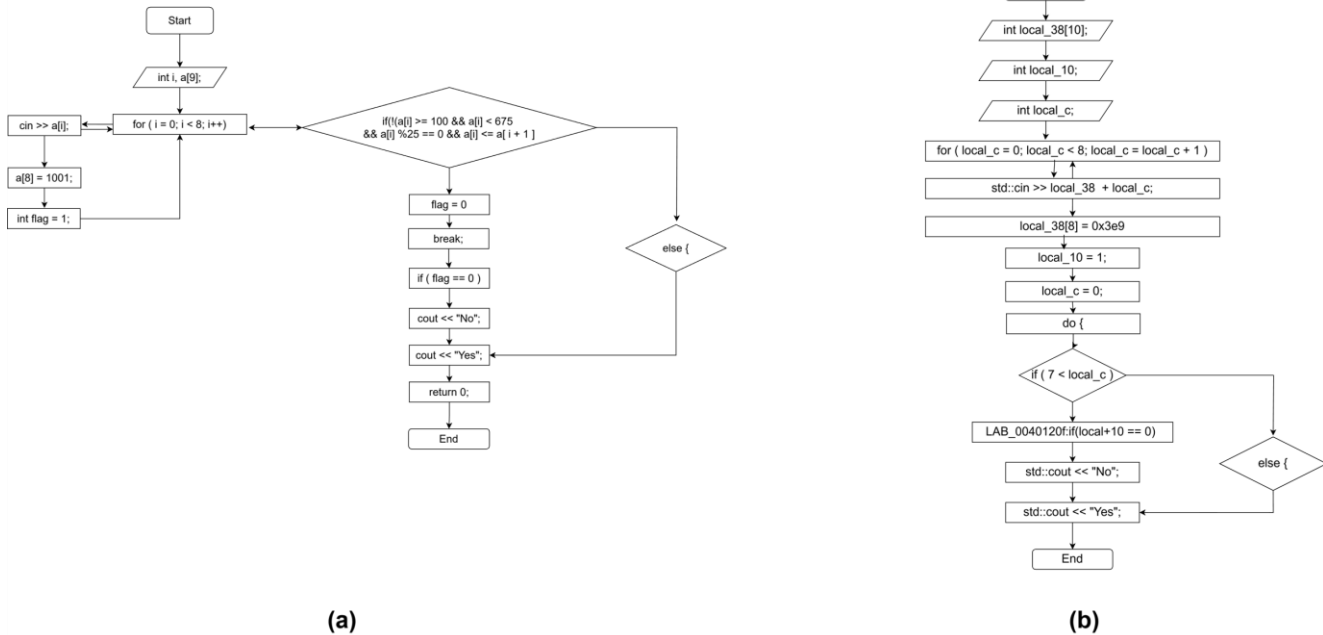 Start
int i, a[9];
cin >> a[i];
for ( i = 0; i < 8; i++)
if(!(a[i] >= 100 && a[i] < 675
&& a[i] %25 == 0 && a[i] <= a[ i + 1 ]
a[8] = 1001;
int flag = 1;
flag = 0
break;
else {
if ( flag == 0 )
cout << "No";
cout << "Yes";
return 0;
End
(a)
int local_38[10];
int local_10;
int local_c;
for ( local_c = 0; local_c < 8; local_c = local_c + 1 )
std::cin >> local_38 + local_c;
local_38[8] = 0x3e9
local_10 = 1;
local_c = 0;
do {
if ( 7 < local_c )
LAB_0040120f:if(local+10 == 0)
else {
std::cout << "No";
std::cout << "Yes";
End
(b)